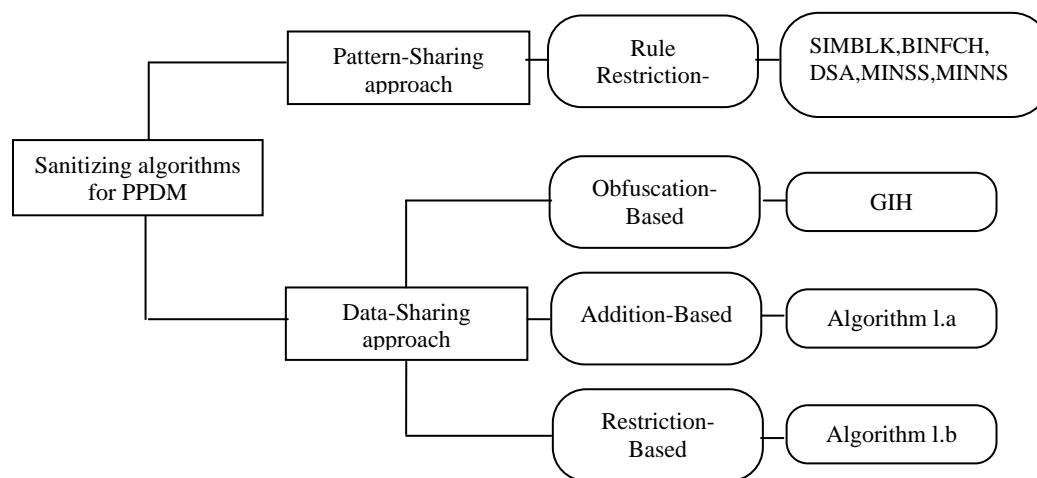 Pattern-Sharing
approach
Rule
Restriction-
SIMBLK,BINFCH,
DSA,MINSS,MINNS
Sanitizing algorithms
for PPDM
Obfuscation-
Based
GIH
Data-Sharing
approach
Addition-Based
Algorithm l.a
Restriction-
Based
Algorithm l.b